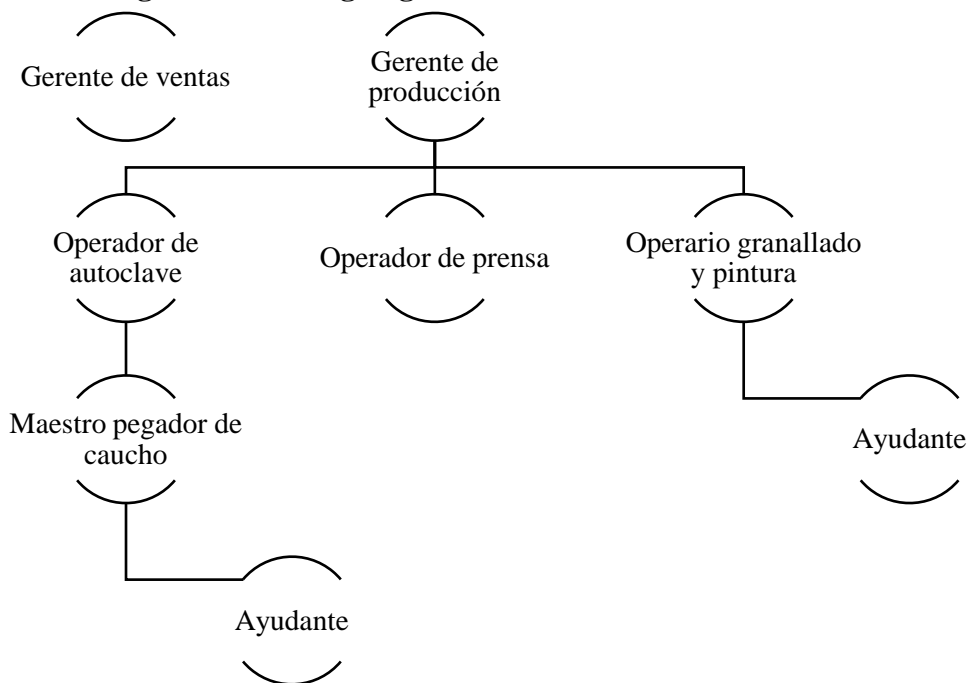 Gerente de ventas
Gerente de
producción
Operador de
autoclave
Operador de prensa
Operario granallado
y pintura
Maestro pegador de
caucho
Ayudante
Ayudante